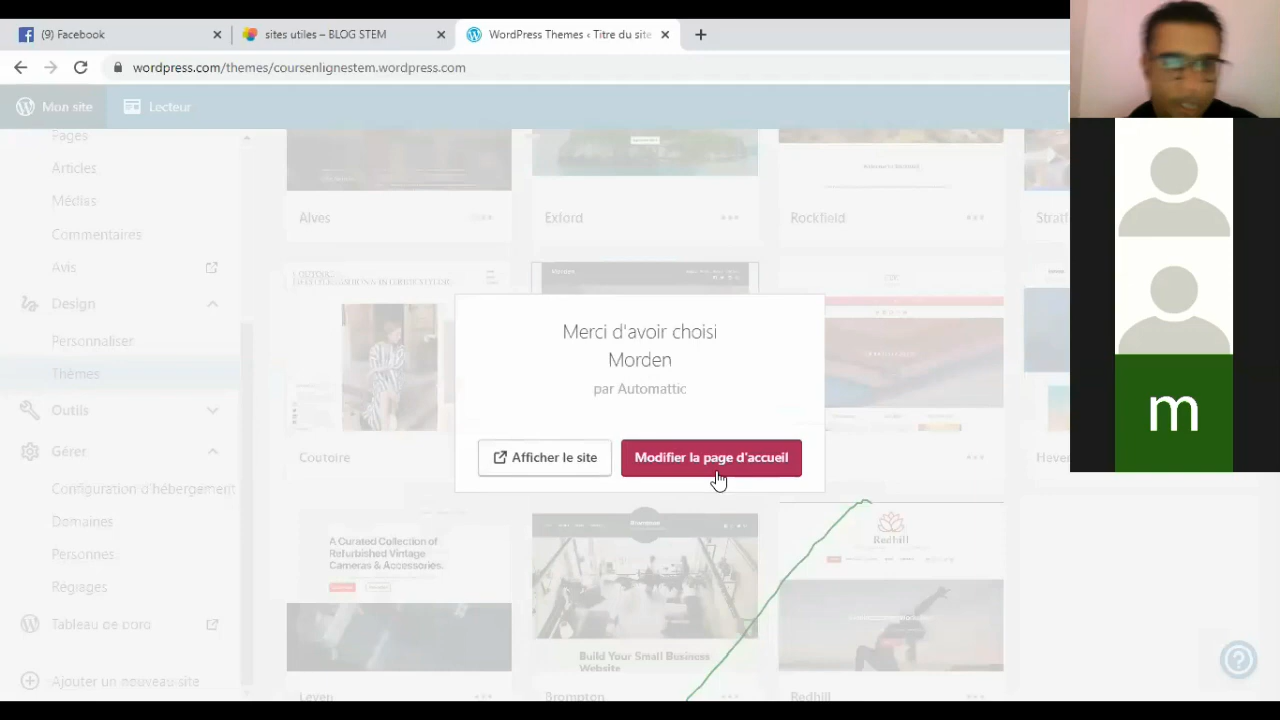 (9) Facebook
sites utiles – BLOG STEM
WordPress Themes ‹ Titre du site
wordpress.com/themes/coursenlignestem.wordpress.com
Mon site
Lecteur
Pages
Articles
Médias
Commentaires
Avis
Design
Personnaliser
Thèmes
Outils
Gérer
Configuration d'hébergement
Domaines
Personnes
Réglages
Tableau de bord
Ajouter un nouveau site
Alves
Exford
Rockfield
Coutoire
Morden
Merci d'avoir choisi
Morden
par Automattic
Afficher le site
Modifier la page d'accueil
A Curated Collection of
Refurbished Vintage
Cameras & Accessories.
Build Your Small Business
Website
Redhill
Leven
Brompton
Redhill
m